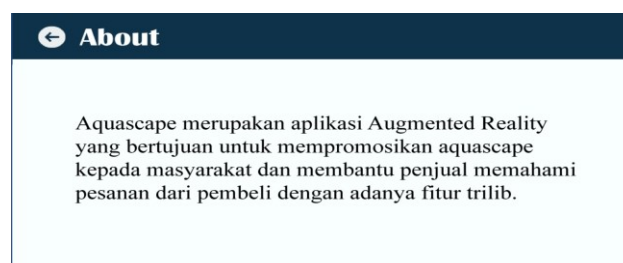 About
Aquascape merupakan aplikasi Augmented Reality
yang bertujuan untuk mempromosikan aquascape
kepada masyarakat dan membantu penjual memahami
pesanan dari pembeli dengan adanya fitur trilib.